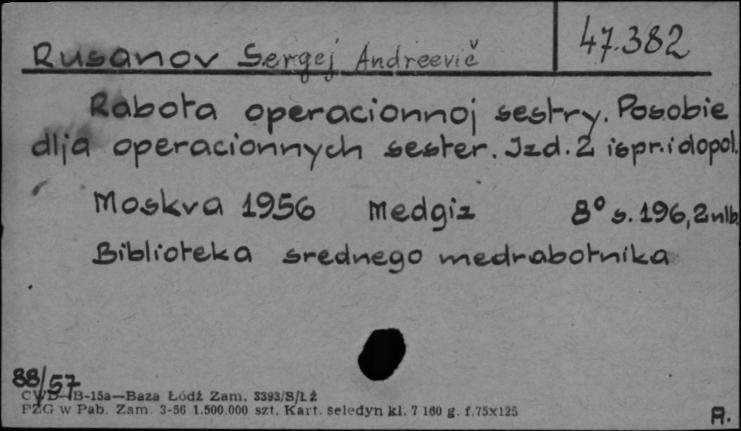 Rusanov Sergej Andreevič 47.382
Rabota operacionnoj sestry. Posobie
dlja operacionnych sester. Izd. 2 ispr. i dopol.
Moskva 1956 Medgiz 8° s. 196, 2 nlb.
Biblioteka srednego medrabotnika
88/57
B-15a—Baza Łódź Zam. 3393/S/ŁŻ
PZG w Pab. Zam. 3-56 1.500.000 szt. Kart. seledyn kl. 7 160 g. f.75x125
A.